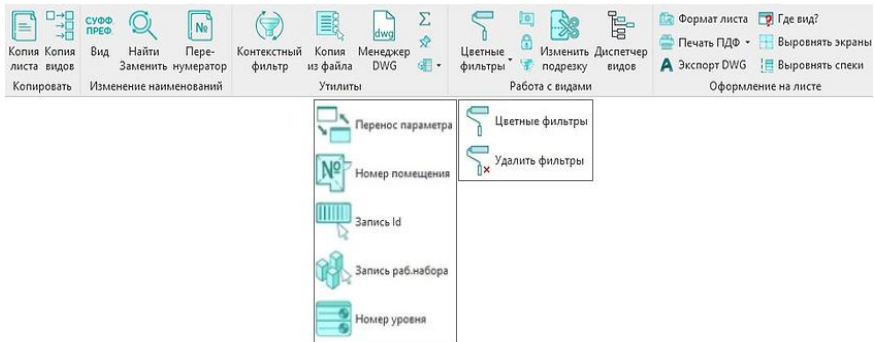 СУФФ. ПРЕФ. № dwg Σ Формат листа Где вид?
Копия листа Копия видов Вид Найти Заменить Пере-нумератор Контекстный фильтр Копия из файла Менеджер DWG Цветные фильтры Изменить подрезку Диспетчер видов Печать ПДФ Выровнять экраны
Экспорт DWG Выровнять спеки
Копировать Изменение наименований Утилиты Работа с видами Оформление на листе
Перенос параметра Цветные фильтры
Удалить фильтры
№ Номер помещения
Запись Id
Запись раб.набора
Номер уровня